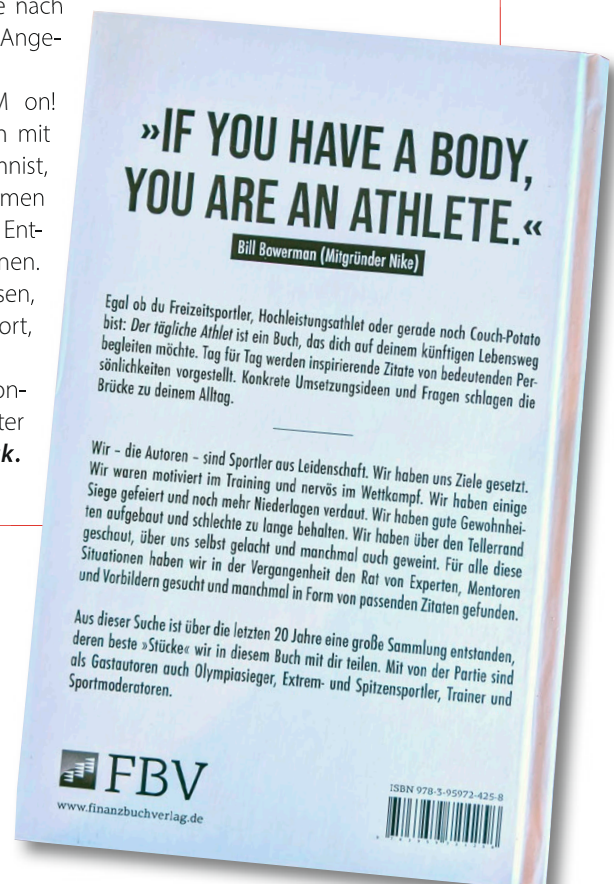 e nach
Ange-
M on!
n mit
nnist,
men
Ent-
nen.
sen,
ort,
on-
ter
k.
»IF YOU HAVE A BODY,
YOU ARE AN ATHLETE.«
Bill Bowerman (Mitgründer Nike)
Egal ob du Freizeitsportler, Hochleistungsathlet oder gerade noch Couch-Potato
bist: Der tägliche Athlet ist ein Buch, das dich auf deinem künftigen Lebensweg
begleiten möchte. Tag für Tag werden inspirierende Zitate von bedeutenden Per-
sönlichkeiten vorgestellt. Konkrete Umsetzungsideen und Fragen schlagen die
Brücke zu deinem Alltag.
Wir – die Autoren – sind Sportler aus Leidenschaft. Wir haben uns Ziele gesetzt.
Wir waren motiviert im Training und nervös im Wettkampf. Wir haben einige
Siege gefeiert und noch mehr Niederlagen verdaut. Wir haben gute Gewohnhei-
ten aufgebaut und schlechte zu lange behalten. Wir haben über den Tellerrand
geschaut, über uns selbst gelacht und manchmal auch geweint. Für alle diese
Situationen haben wir in der Vergangenheit den Rat von Experten, Mentoren
und Vorbildern gesucht und manchmal in Form von passenden Zitaten gefunden.
Aus dieser Suche ist über die letzten 20 Jahre eine große Sammlung entstanden,
deren beste »Stücke« wir in diesem Buch mit dir teilen. Mit von der Partie sind
als Gastautoren auch Olympiasieger, Extrem- und Spitzensportler, Trainer und
Sportmoderatoren.
FBV
www.finanzbuchverlag.de
ISBN 978-3-95972-425-8